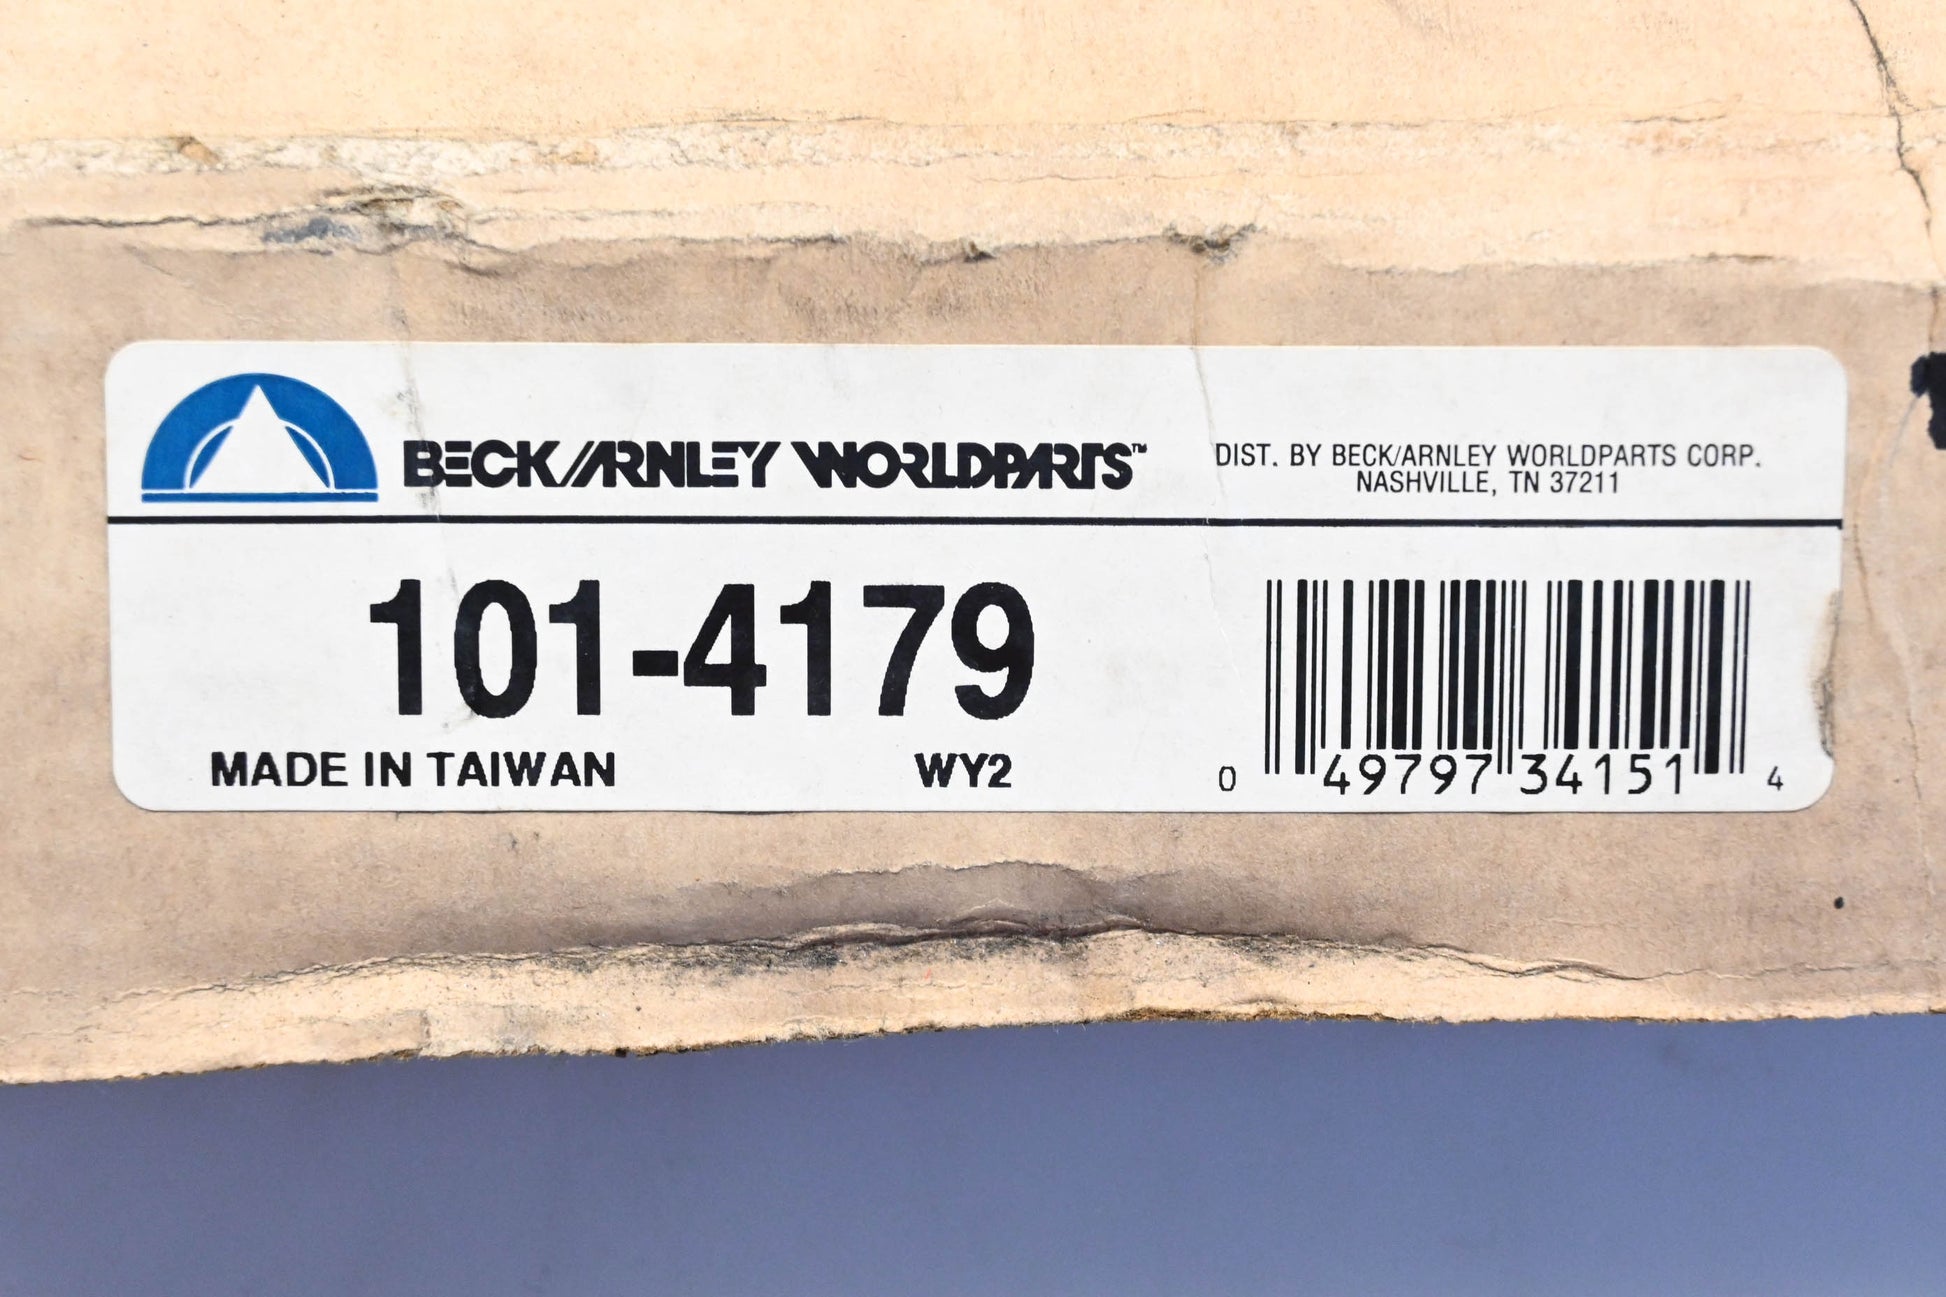 BECK/ARNLEY WORLDPARTS™
DIST. BY BECK/ARNLEY WORLDPARTS CORP.
NASHVILLE, TN 37211
101-4179
MADE IN TAIWAN
WY2
0 49797 34151 4